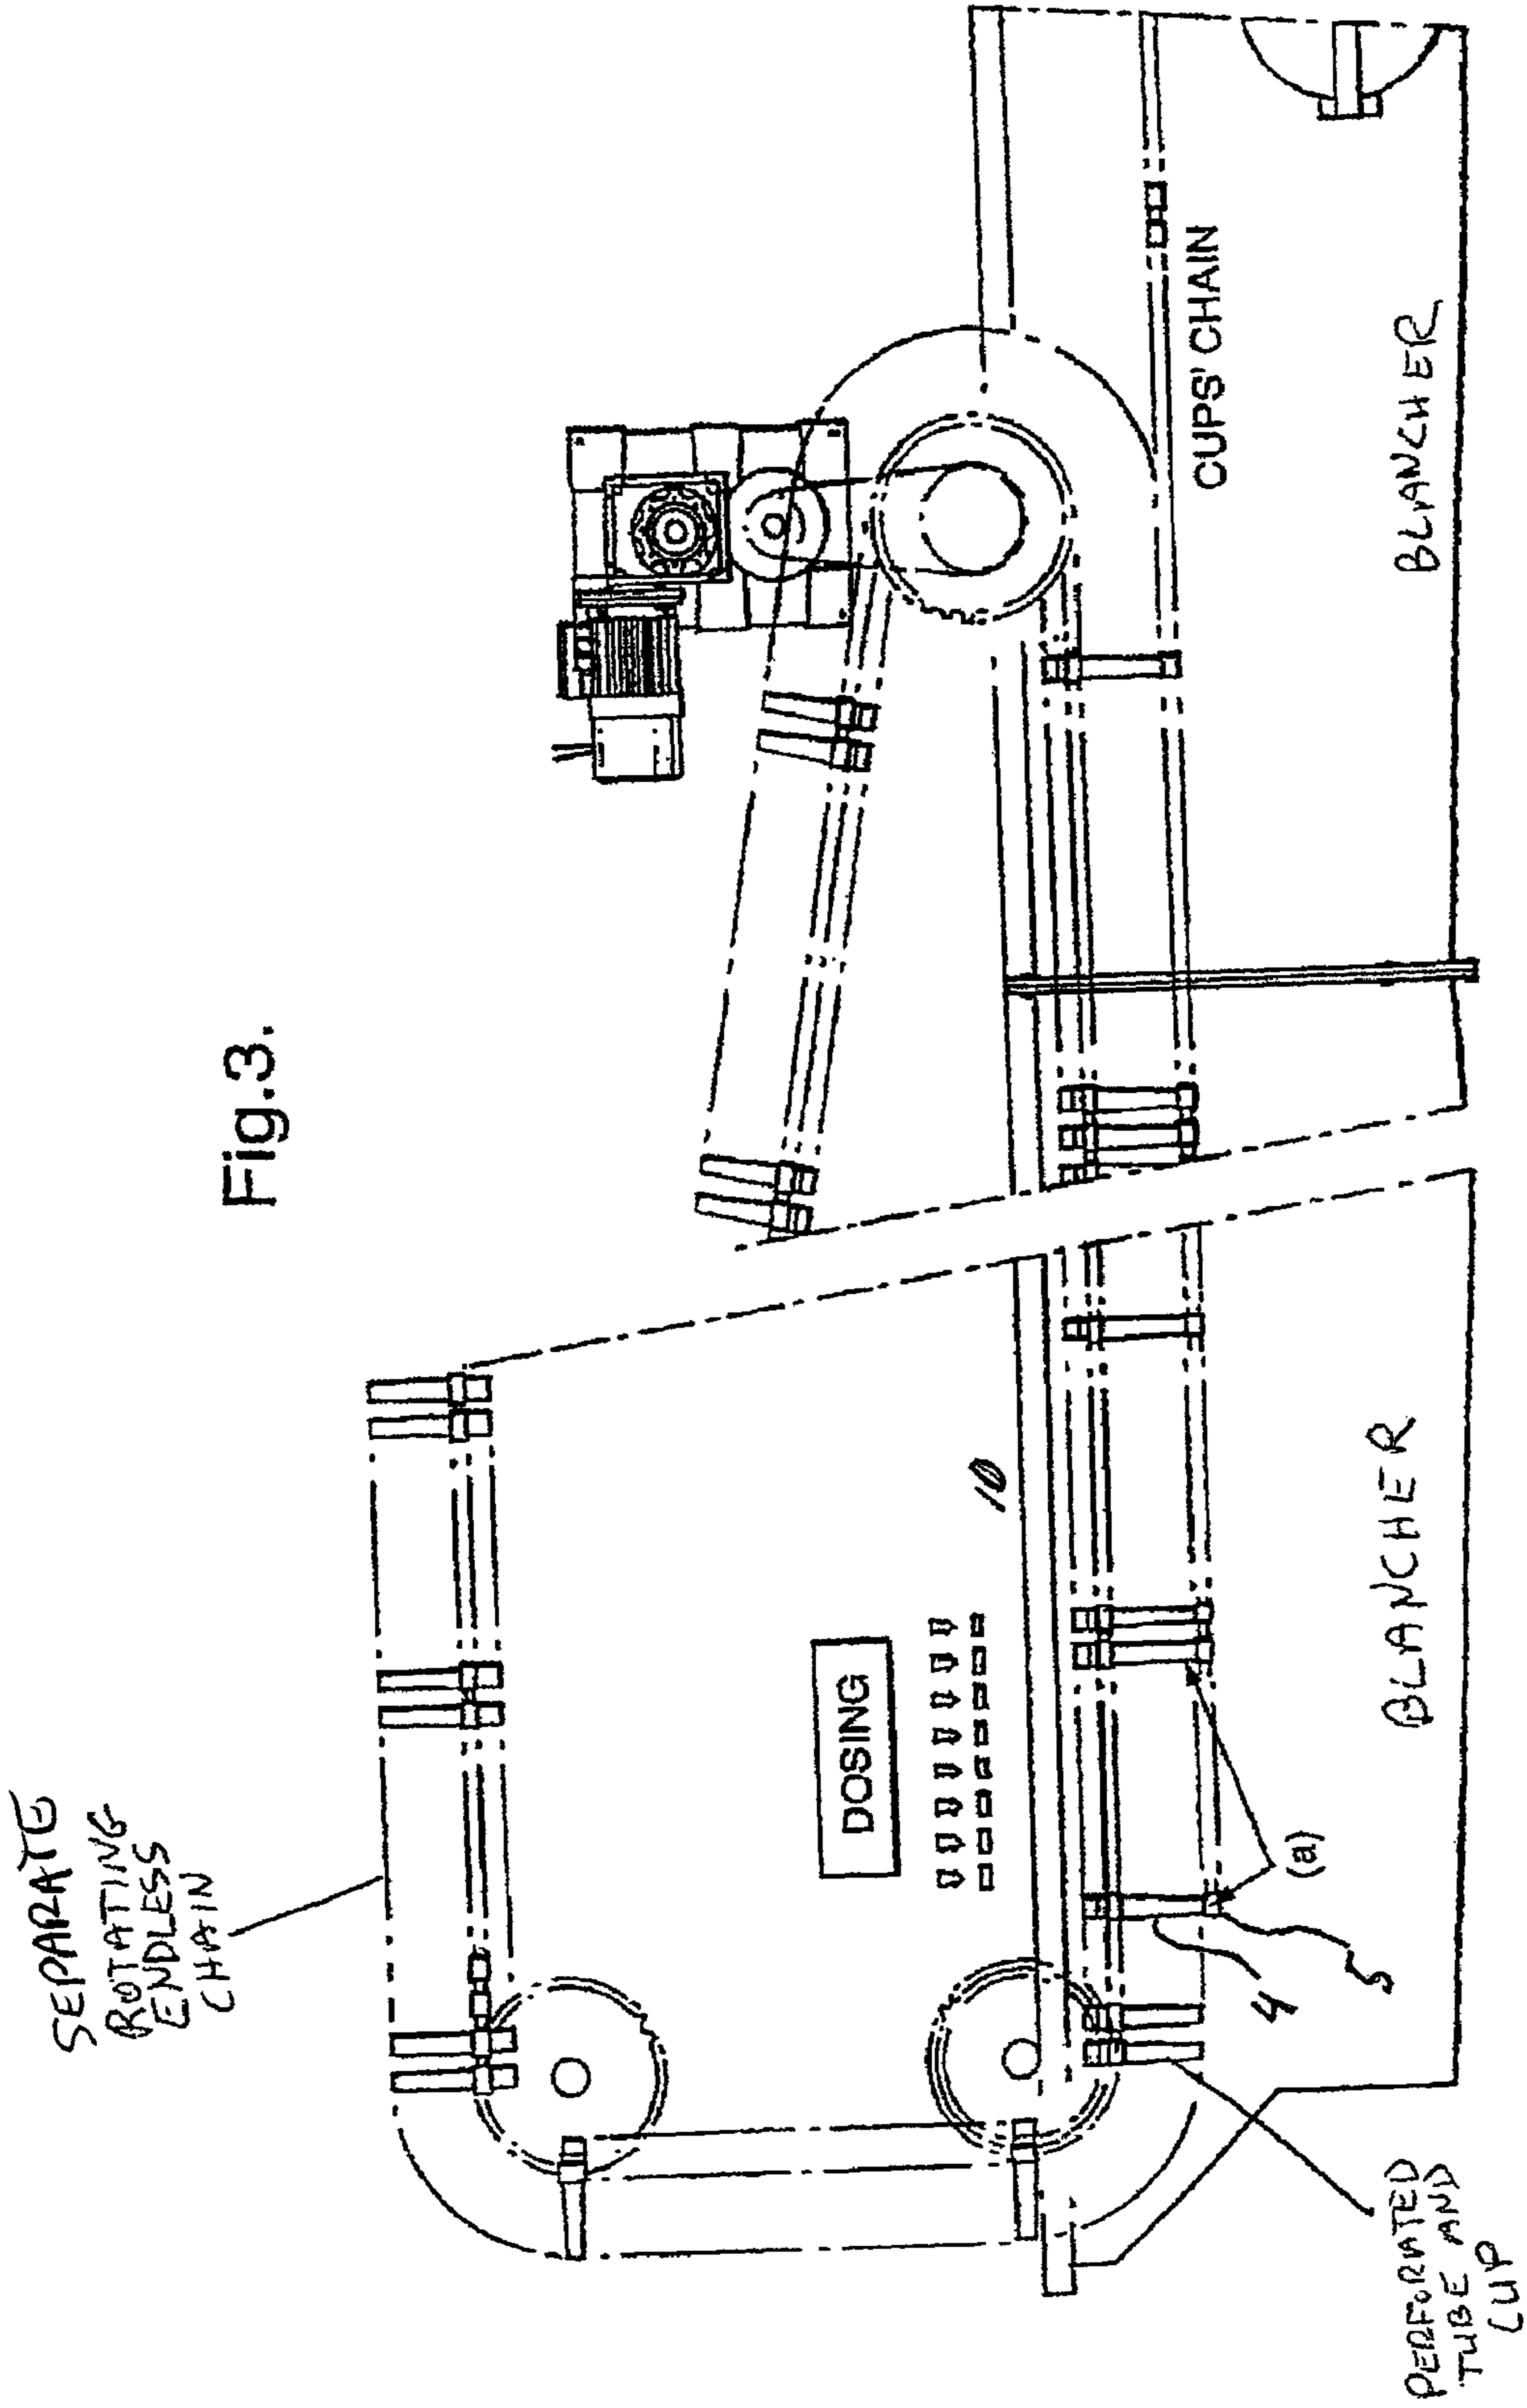 Fig.3.
SEPARATE
ROTATING
ENDLESS
CHAIN
DOSING
10
CUPS' CHAIN
BLANCHER
BLANCHER
(a)
4
5
PERFORATED
TUBE AND
CUP